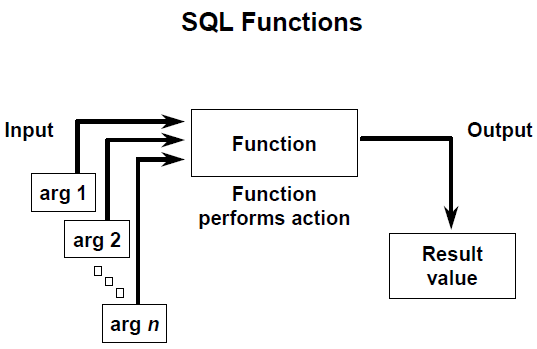 SQL Functions
Input
Output
Function
Function
performs action
arg 1
arg 2
arg n
Result
value